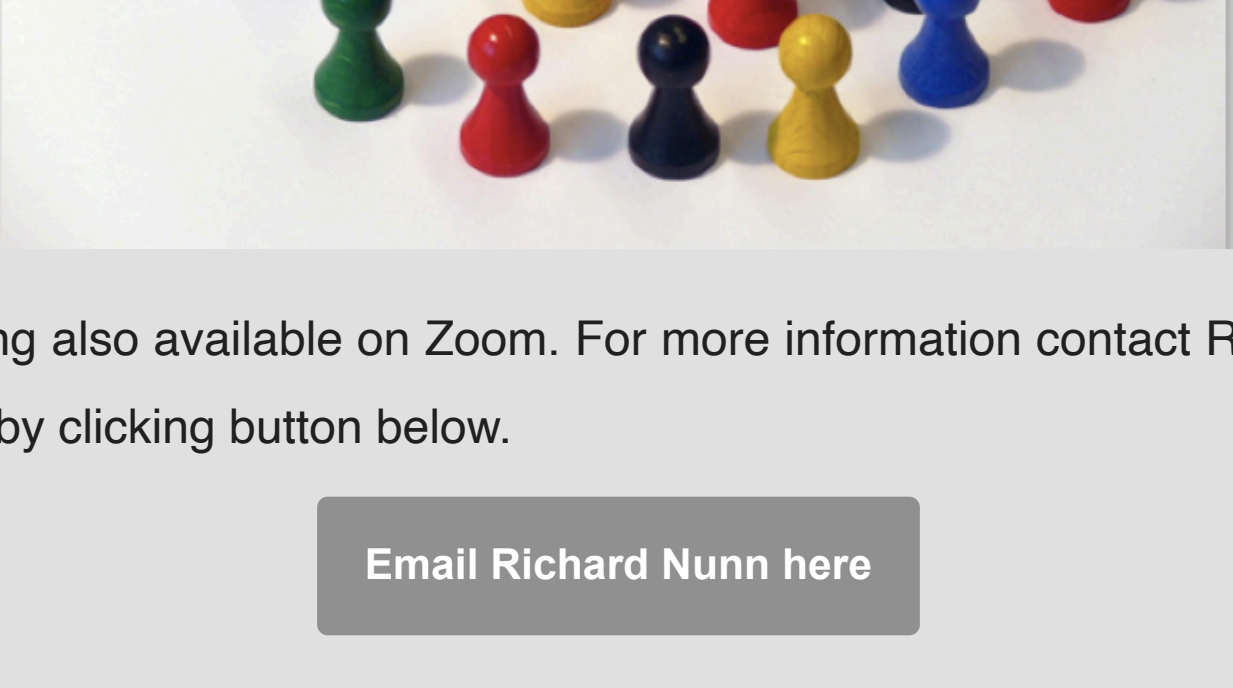 ng also available on Zoom. For more information contact R
by clicking button below.
Email Richard Nunn here